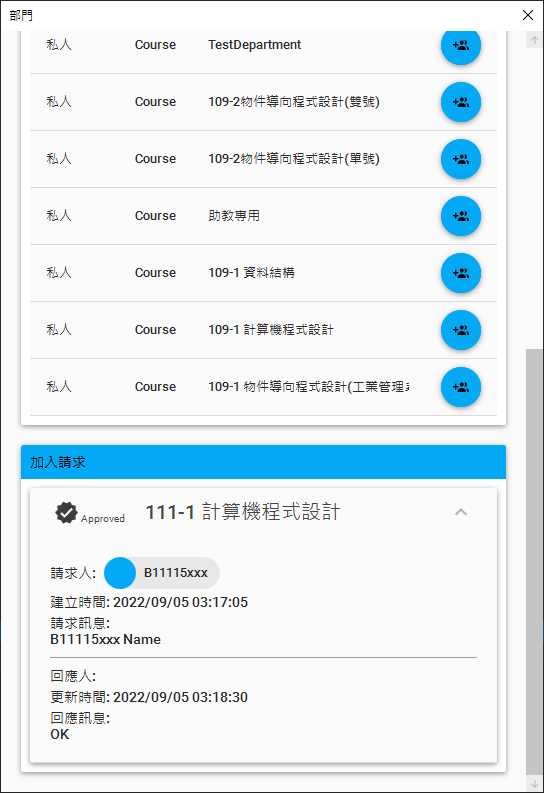 部門
私人 Course TestDepartment
私人 Course 109-2物件導向程式設計(雙號)
私人 Course 109-2物件導向程式設計(單號)
私人 Course 助教專用
私人 Course 109-1 資料結構
私人 Course 109-1 計算機程式設計
私人 Course 109-1 物件導向程式設計(工業管理系
加入請求
Approved 111-1 計算機程式設計
請求人: B11115xxx
建立時間: 2022/09/05 03:17:05
請求訊息:
B11115xxx Name
回應人:
更新時間: 2022/09/05 03:18:30
回應訊息:
OK